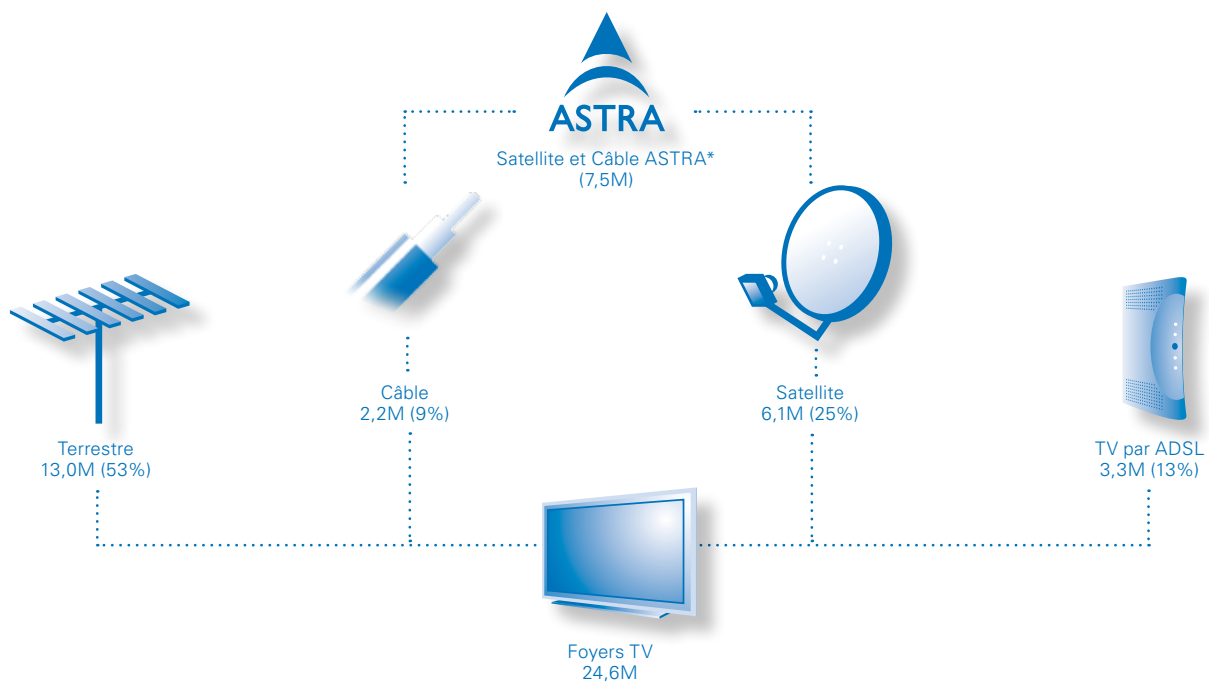 ASTRA
Satellite et Câble ASTRA*
(7,5M)
Câble
2,2M (9%)
Satellite
6,1M (25%)
Terrestre
13,0M (53%)
TV par ADSL
3,3M (13%)
Foyers TV
24,6M